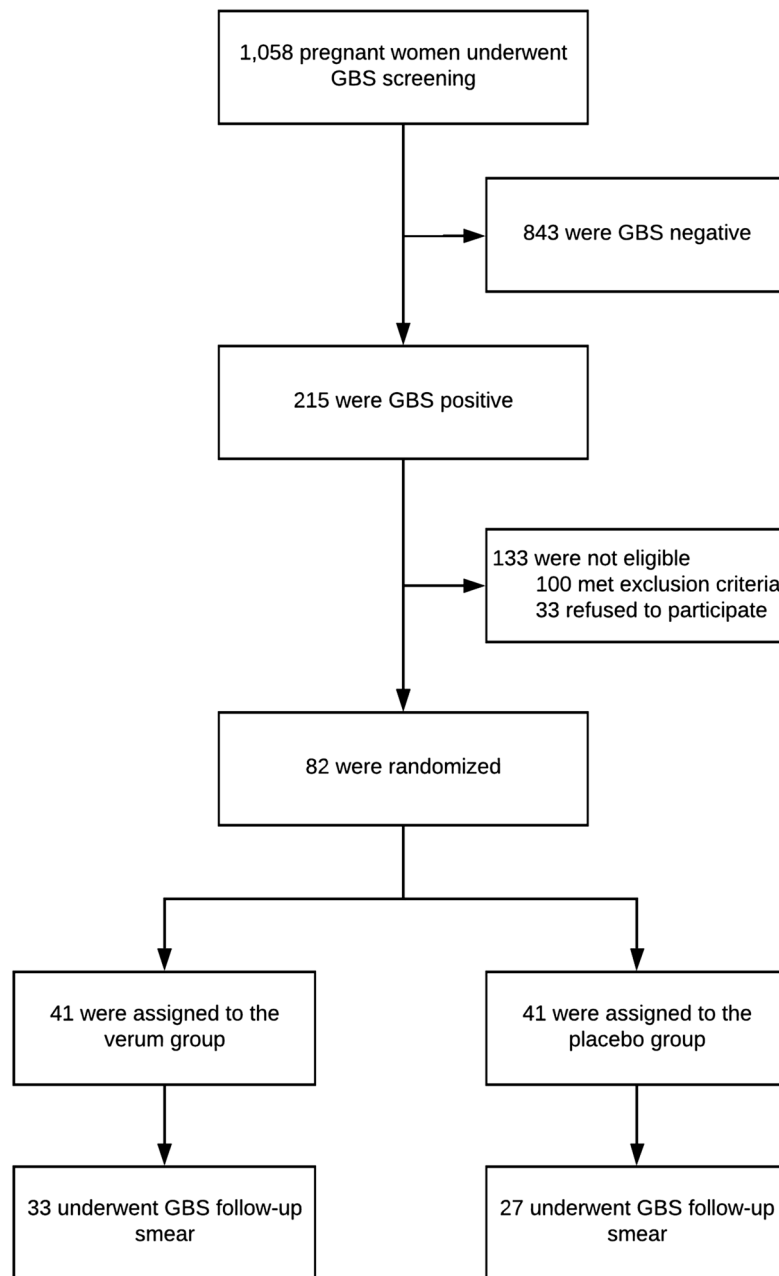 1,058 pregnant women underwent
GBS screening
843 were GBS negative
215 were GBS positive
133 were not eligible
100 met exclusion criteria
33 refused to participate
82 were randomized
41 were assigned to the
verum group
41 were assigned to the
placebo group
33 underwent GBS follow-up
smear
27 underwent GBS follow-up
smear